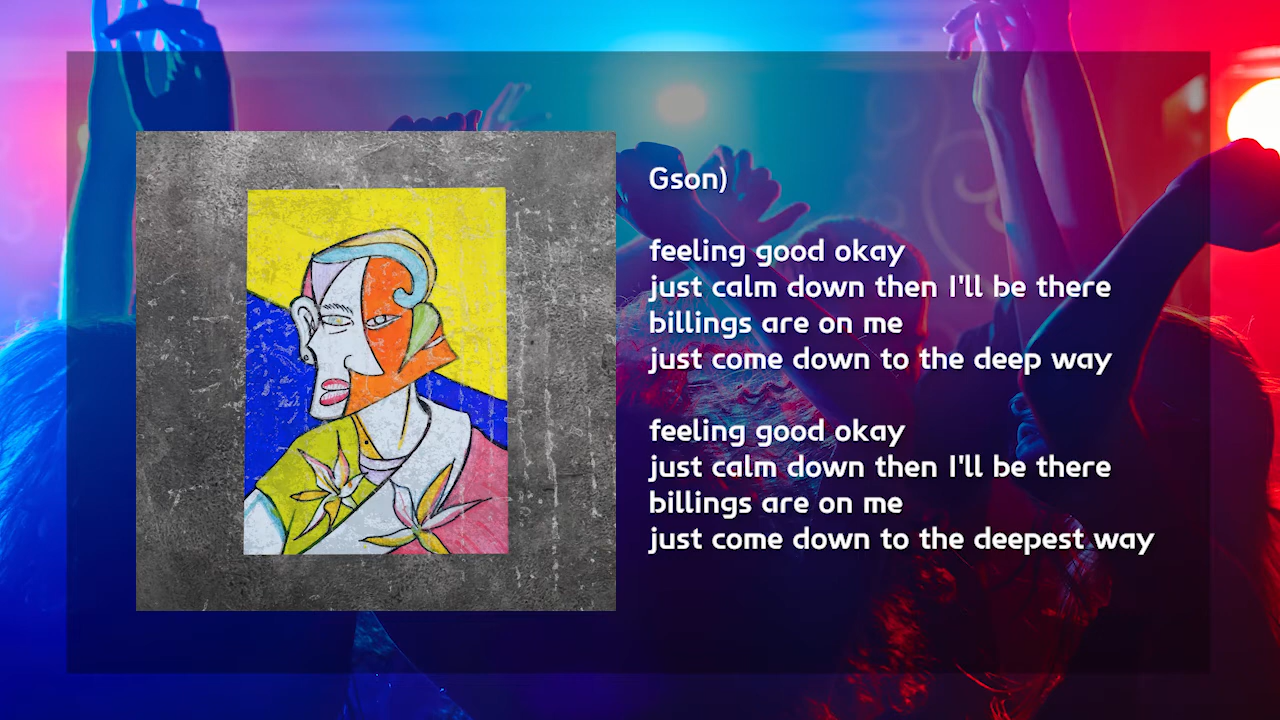 Gson)
feeling good okay
just calm down then I'll be there
billings are on me
just come down to the deep way
feeling good okay
just calm down then I'll be there
billings are on me
just come down to the deepest way